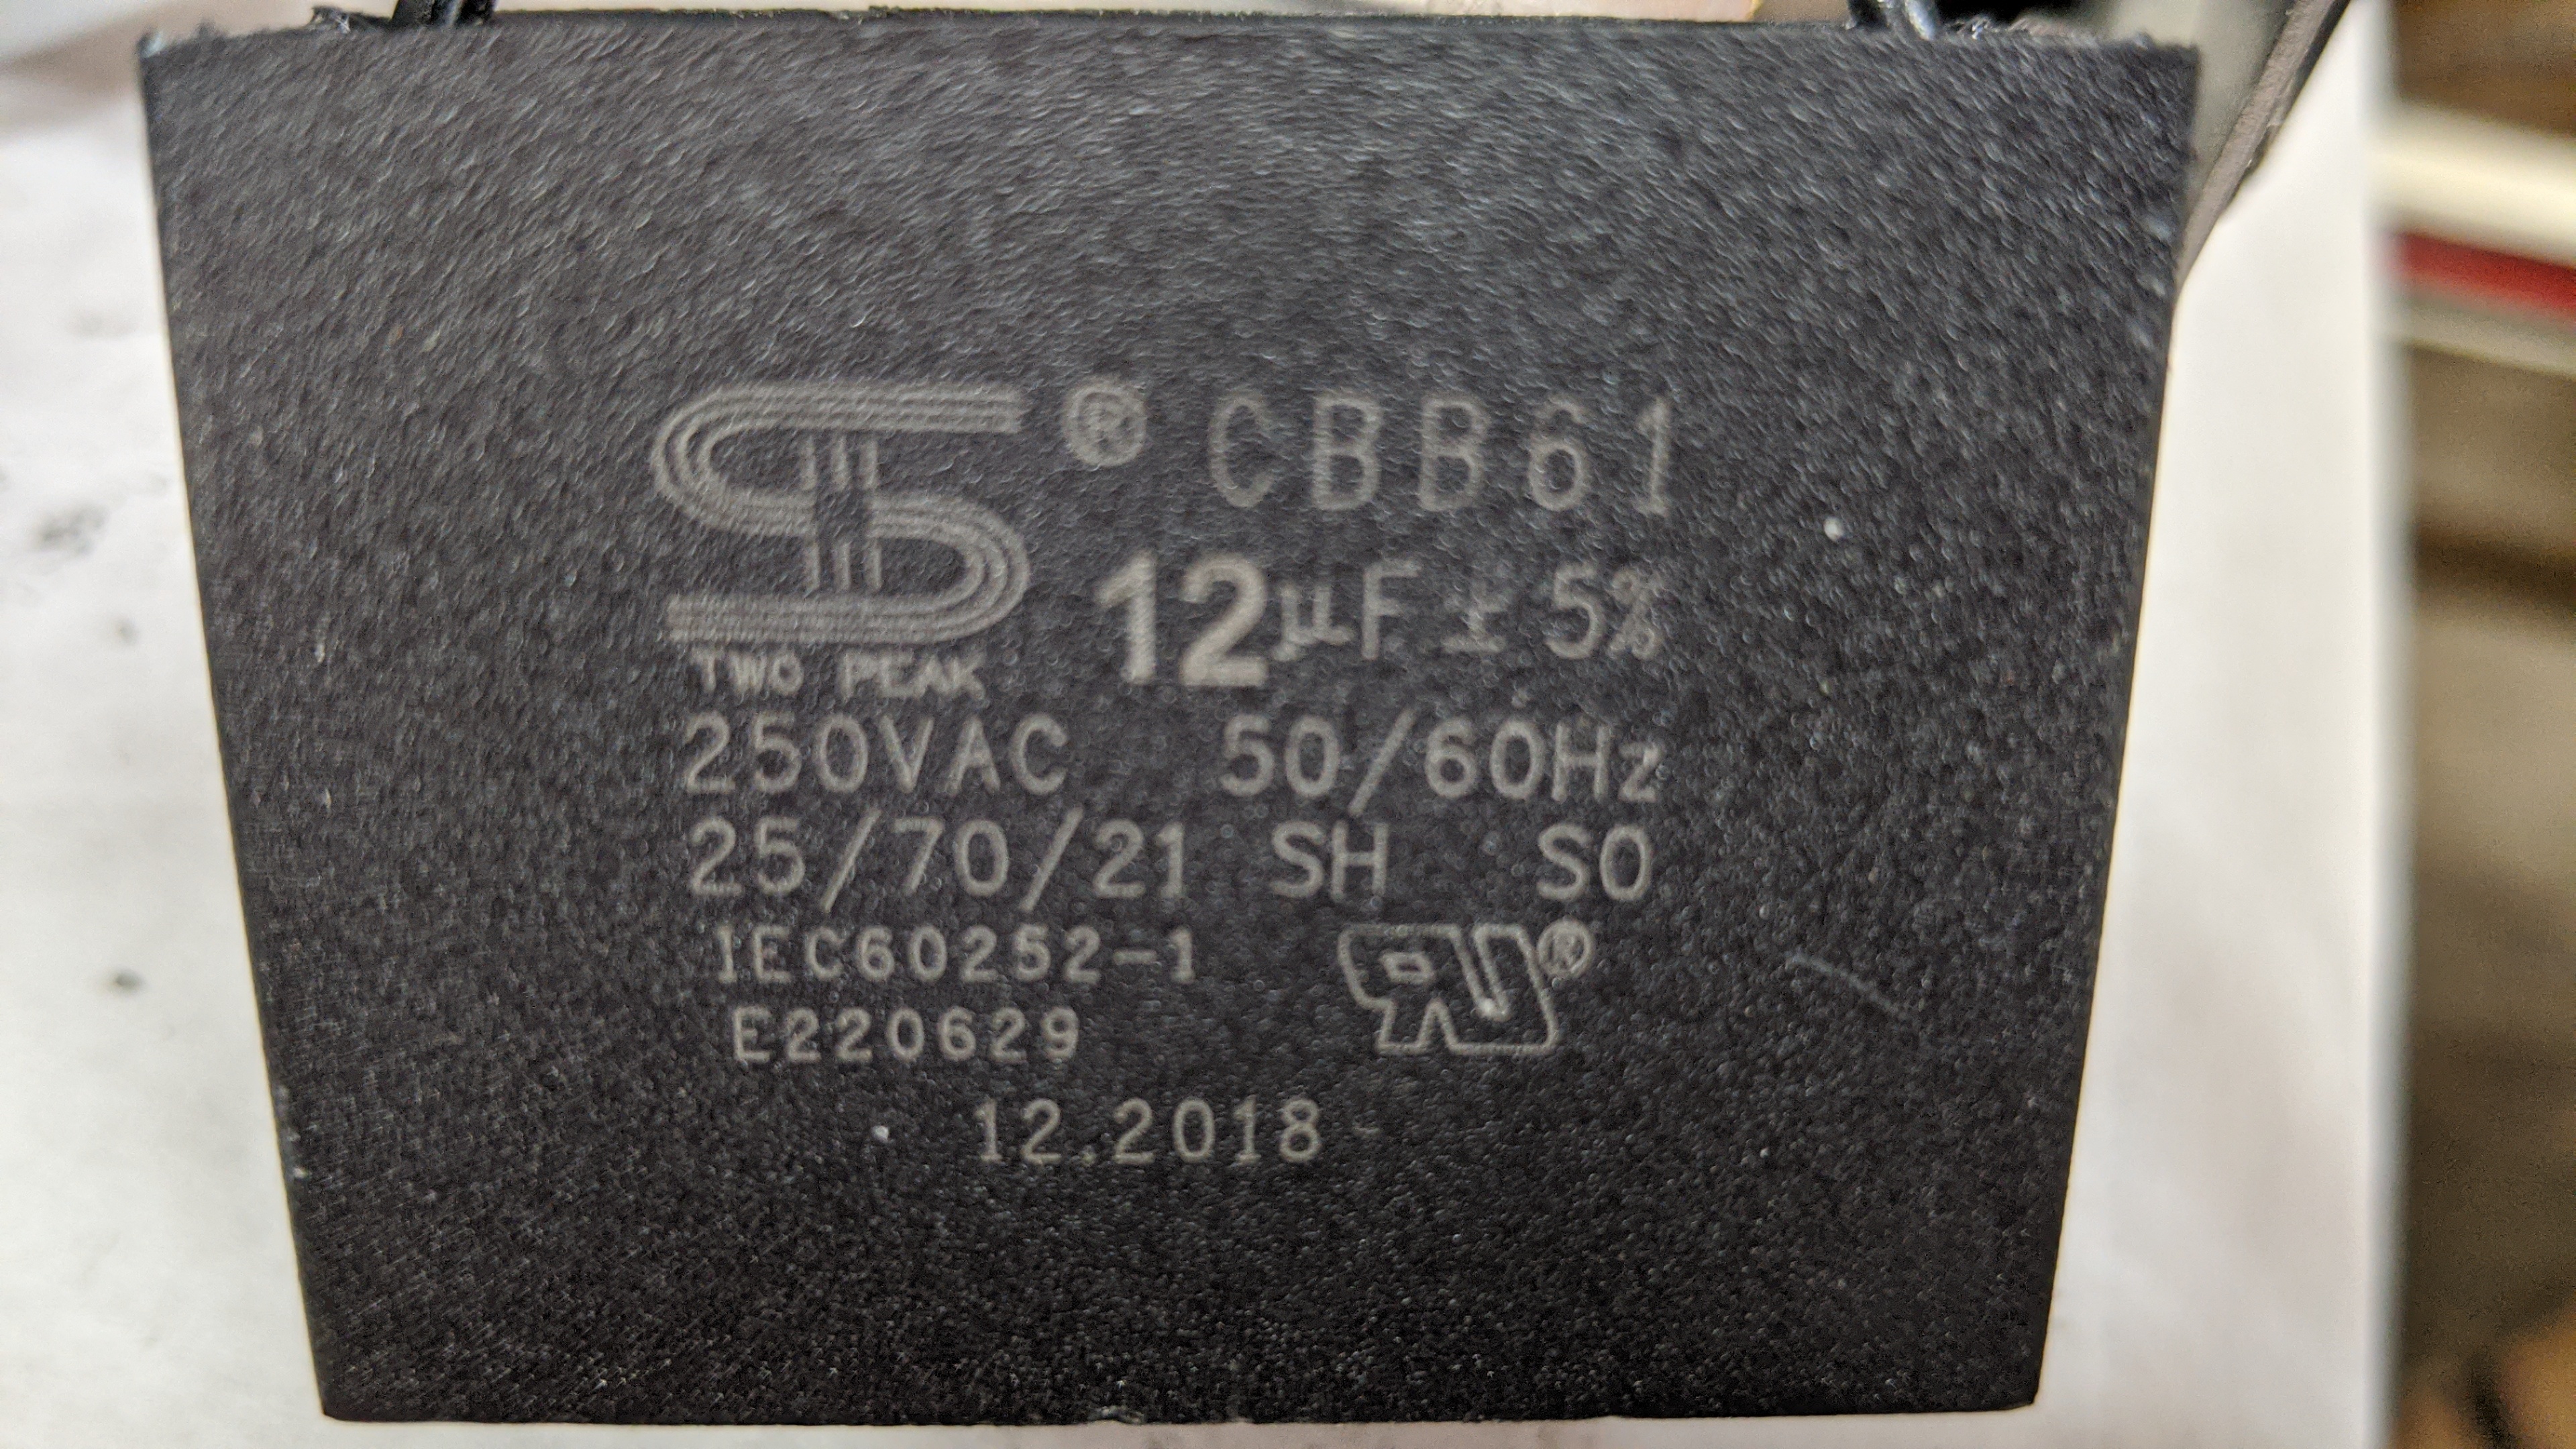 ® CBB61
12µF ± 5%
TWO PEAK
250VAC 50/60Hz
25/70/21 SH S0
IEC60252-1
E220629
®
12.2018